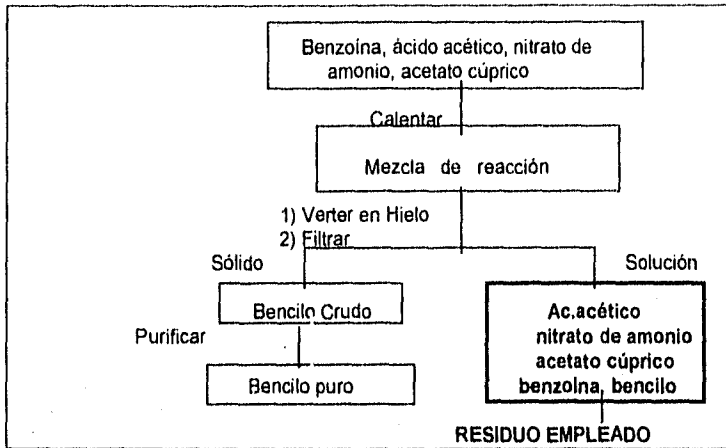 Benzoína, ácido acético, nitrato de
amonio, acetato cúprico
Calentar
Mezcla de reacción
1) Verter en Hielo
2) Filtrar
Sólido
Solución
Bencilo Crudo
Purificar
Bencilo puro
Ac.acético
nitrato de amonio
acetato cúprico
benzoína, bencilo
RESIDUO EMPLEADO